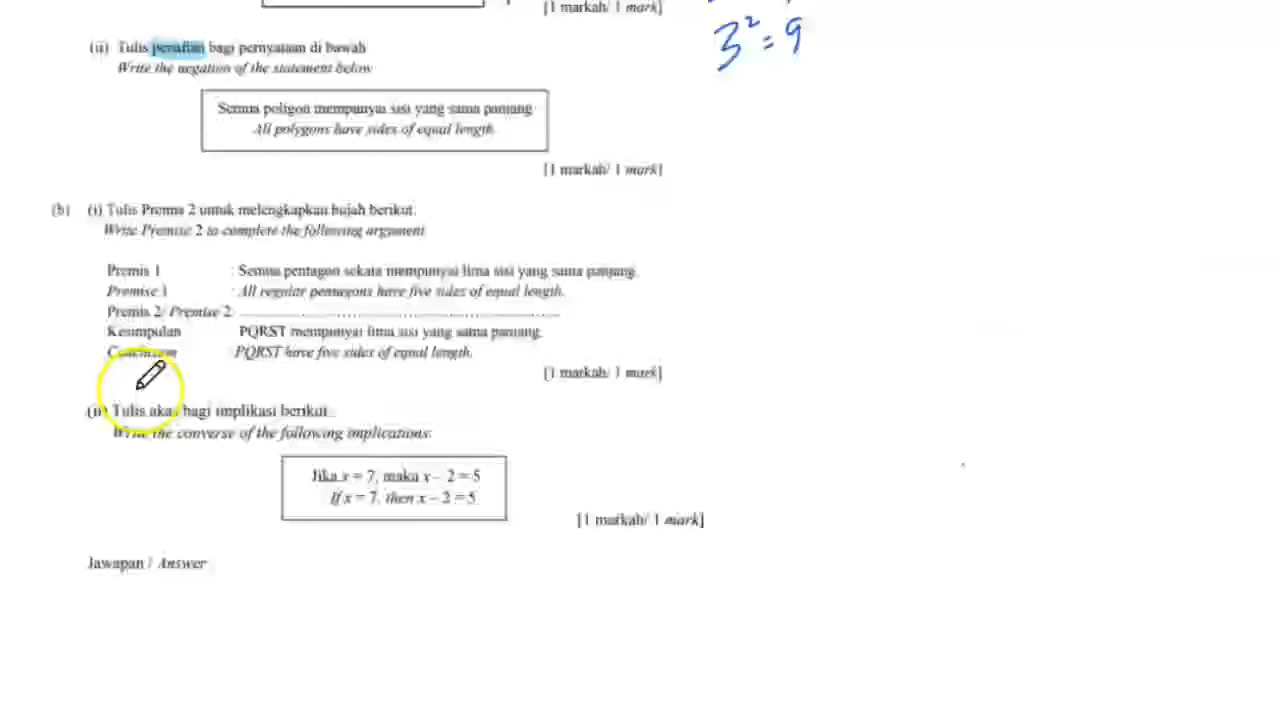 [1 markah/ 1 mark]
3² = 9
(ii) Tulis penafian bagi pernyataan di bawah
Write the negation of the statement below
Semua poligon mempunyai sisi yang sama panjang
All polygons have sides of equal length.
[1 markah/ 1 mark]
(b) (i) Tulis Premis 2 untuk melengkapkan hujah berikut.
Write Premise 2 to complete the following argument
Premis 1 : Semua pentagon sekata mempunyai lima sisi yang sama panjang.
Premise 1 : All regular pentagons have five sides of equal length.
Premis 2/ Premise 2: ................................................
Kesimpulan PQRST mempunyai lima sisi yang sama panjang.
Conclusion : PQRST have five sides of equal length.
[1 markah/ 1 mark]
(ii) Tulis akas bagi implikasi berikut.
Write the converse of the following implications:
Jika x = 7, maka x – 2 = 5
If x = 7, then x – 2 = 5
[1 markah/ 1 mark]
Jawapan / Answer